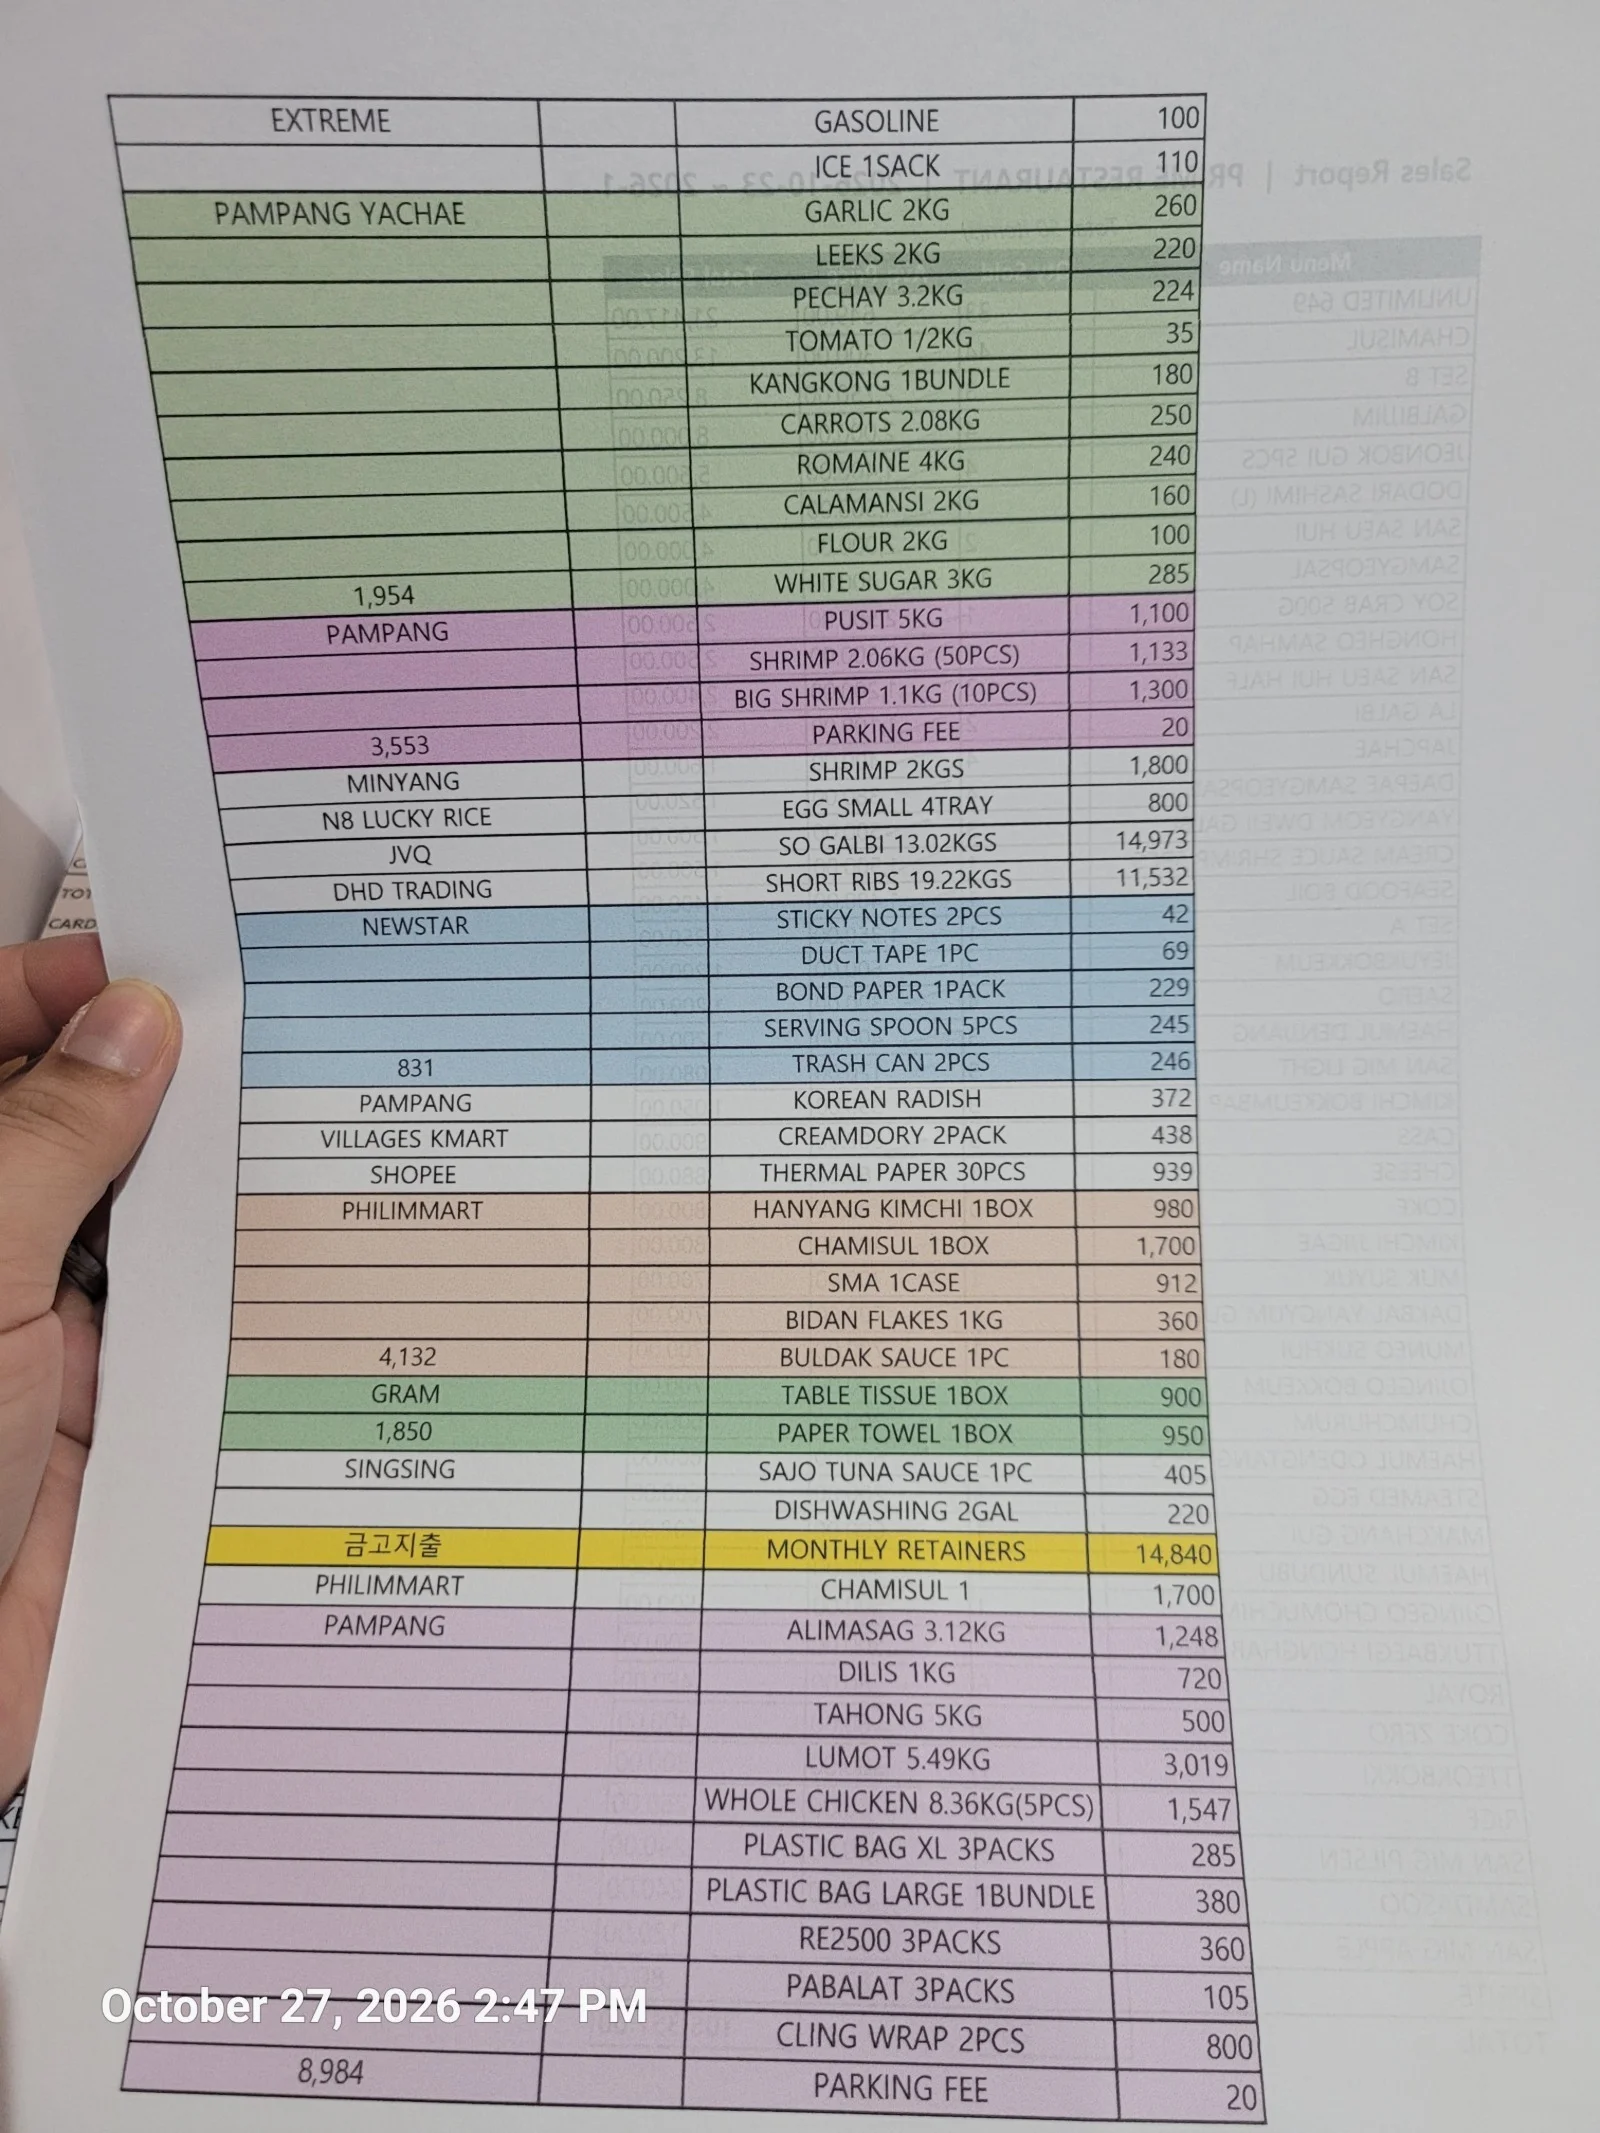 EXTREME GASOLINE 100
ICE 1SACK 110
PAMPANG YACHAE GARLIC 2KG 260
LEEKS 2KG 220
PECHAY 3.2KG 224
TOMATO 1/2KG 35
KANGKONG 1BUNDLE 180
CARROTS 2.08KG 250
ROMAINE 4KG 240
CALAMANSI 2KG 160
FLOUR 2KG 100
1,954 WHITE SUGAR 3KG 285
PAMPANG PUSIT 5KG 1,100
SHRIMP 2.06KG (50PCS) 1,133
BIG SHRIMP 1.1KG (10PCS) 1,300
3,553 PARKING FEE 20
MINYANG SHRIMP 2KGS 1,800
N8 LUCKY RICE EGG SMALL 4TRAY 800
JVQ SO GALBI 13.02KGS 14,973
DHD TRADING SHORT RIBS 19.22KGS 11,532
NEWSTAR STICKY NOTES 2PCS 42
DUCT TAPE 1PC 69
BOND PAPER 1PACK 229
SERVING SPOON 5PCS 245
831 TRASH CAN 2PCS 246
PAMPANG KOREAN RADISH 372
VILLAGES KMART CREAMDORY 2PACK 438
SHOPEE THERMAL PAPER 30PCS 939
PHILIMMART HANYANG KIMCHI 1BOX 980
CHAMISUL 1BOX 1,700
SMA 1CASE 912
BIDAN FLAKES 1KG 360
4,132 BULDAK SAUCE 1PC 180
GRAM TABLE TISSUE 1BOX 900
1,850 PAPER TOWEL 1BOX 950
SINGSING SAJO TUNA SAUCE 1PC 405
DISHWASHING 2GAL 220
금고지출 MONTHLY RETAINERS 14,840
PHILIMMART CHAMISUL 1 1,700
PAMPANG ALIMASAG 3.12KG 1,248
DILIS 1KG 720
TAHONG 5KG 500
LUMOT 5.49KG 3,019
WHOLE CHICKEN 8.36KG(5PCS) 1,547
PLASTIC BAG XL 3PACKS 285
PLASTIC BAG LARGE 1BUNDLE 380
RE2500 3PACKS 360
PABALAT 3PACKS 105
CLING WRAP 2PCS 800
8,984 PARKING FEE 20
October 27, 2026 2:47 PM